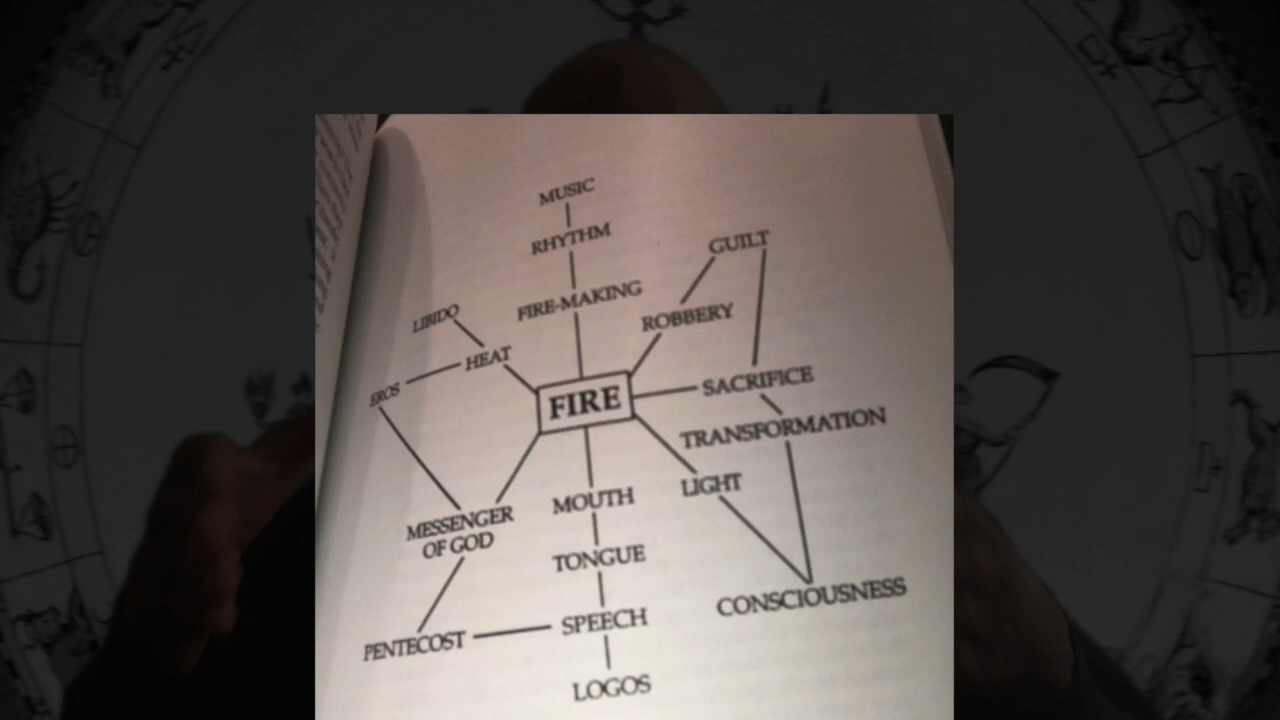 MUSIC
RHYTHM
GUILT
FIRE-MAKING
LIBIDO
ROBBERY
HEAT
EROS
FIRE
SACRIFICE
TRANSFORMATION
LIGHT
MOUTH
MESSENGER
OF GOD
TONGUE
CONSCIOUSNESS
SPEECH
PENTECOST
LOGOS